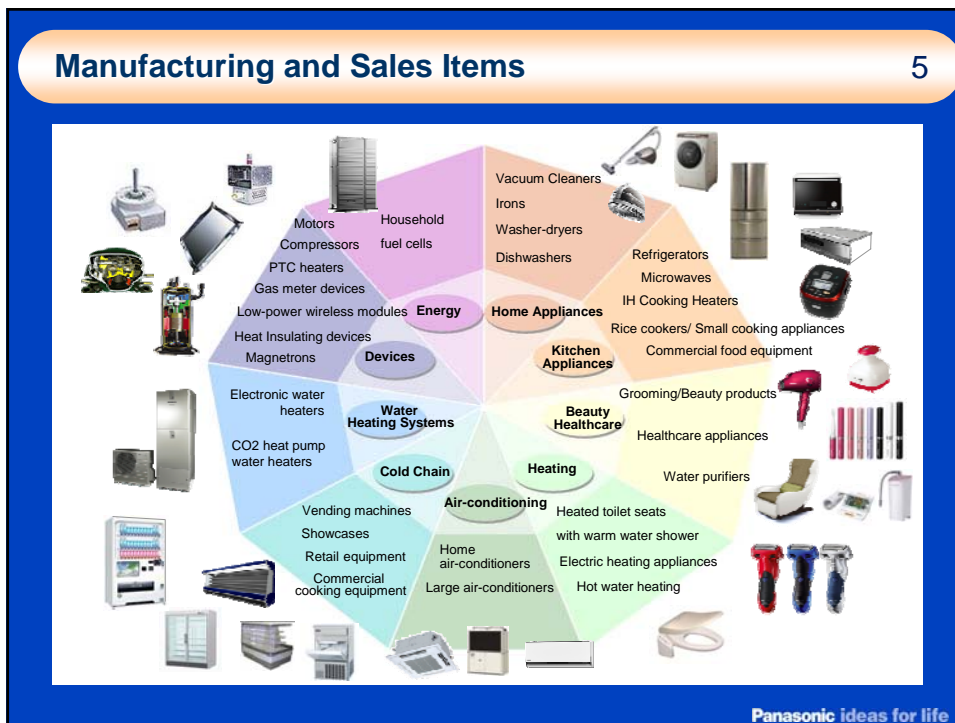 Manufacturing and Sales Items
5
Household
fuel cells
Energy
Vacuum Cleaners
Irons
Washer-dryers
Dishwashers
Home Appliances
Refrigerators
Microwaves
IH Cooking Heaters
Rice cookers/ Small cooking appliances
Commercial food equipment
Kitchen
Appliances
Grooming/Beauty products
Healthcare appliances
Water purifiers
Beauty
Healthcare
Heated toilet seats
with warm water shower
Electric heating appliances
Hot water heating
Heating
Home
air-conditioners
Large air-conditioners
Air-conditioning
Vending machines
Showcases
Retail equipment
Commercial
cooking equipment
Cold Chain
Electronic water
heaters
CO2 heat pump
water heaters
Water
Heating Systems
Motors
Compressors
PTC heaters
Gas meter devices
Low-power wireless modules
Heat Insulating devices
Magnetrons
Devices
Panasonic ideas for life